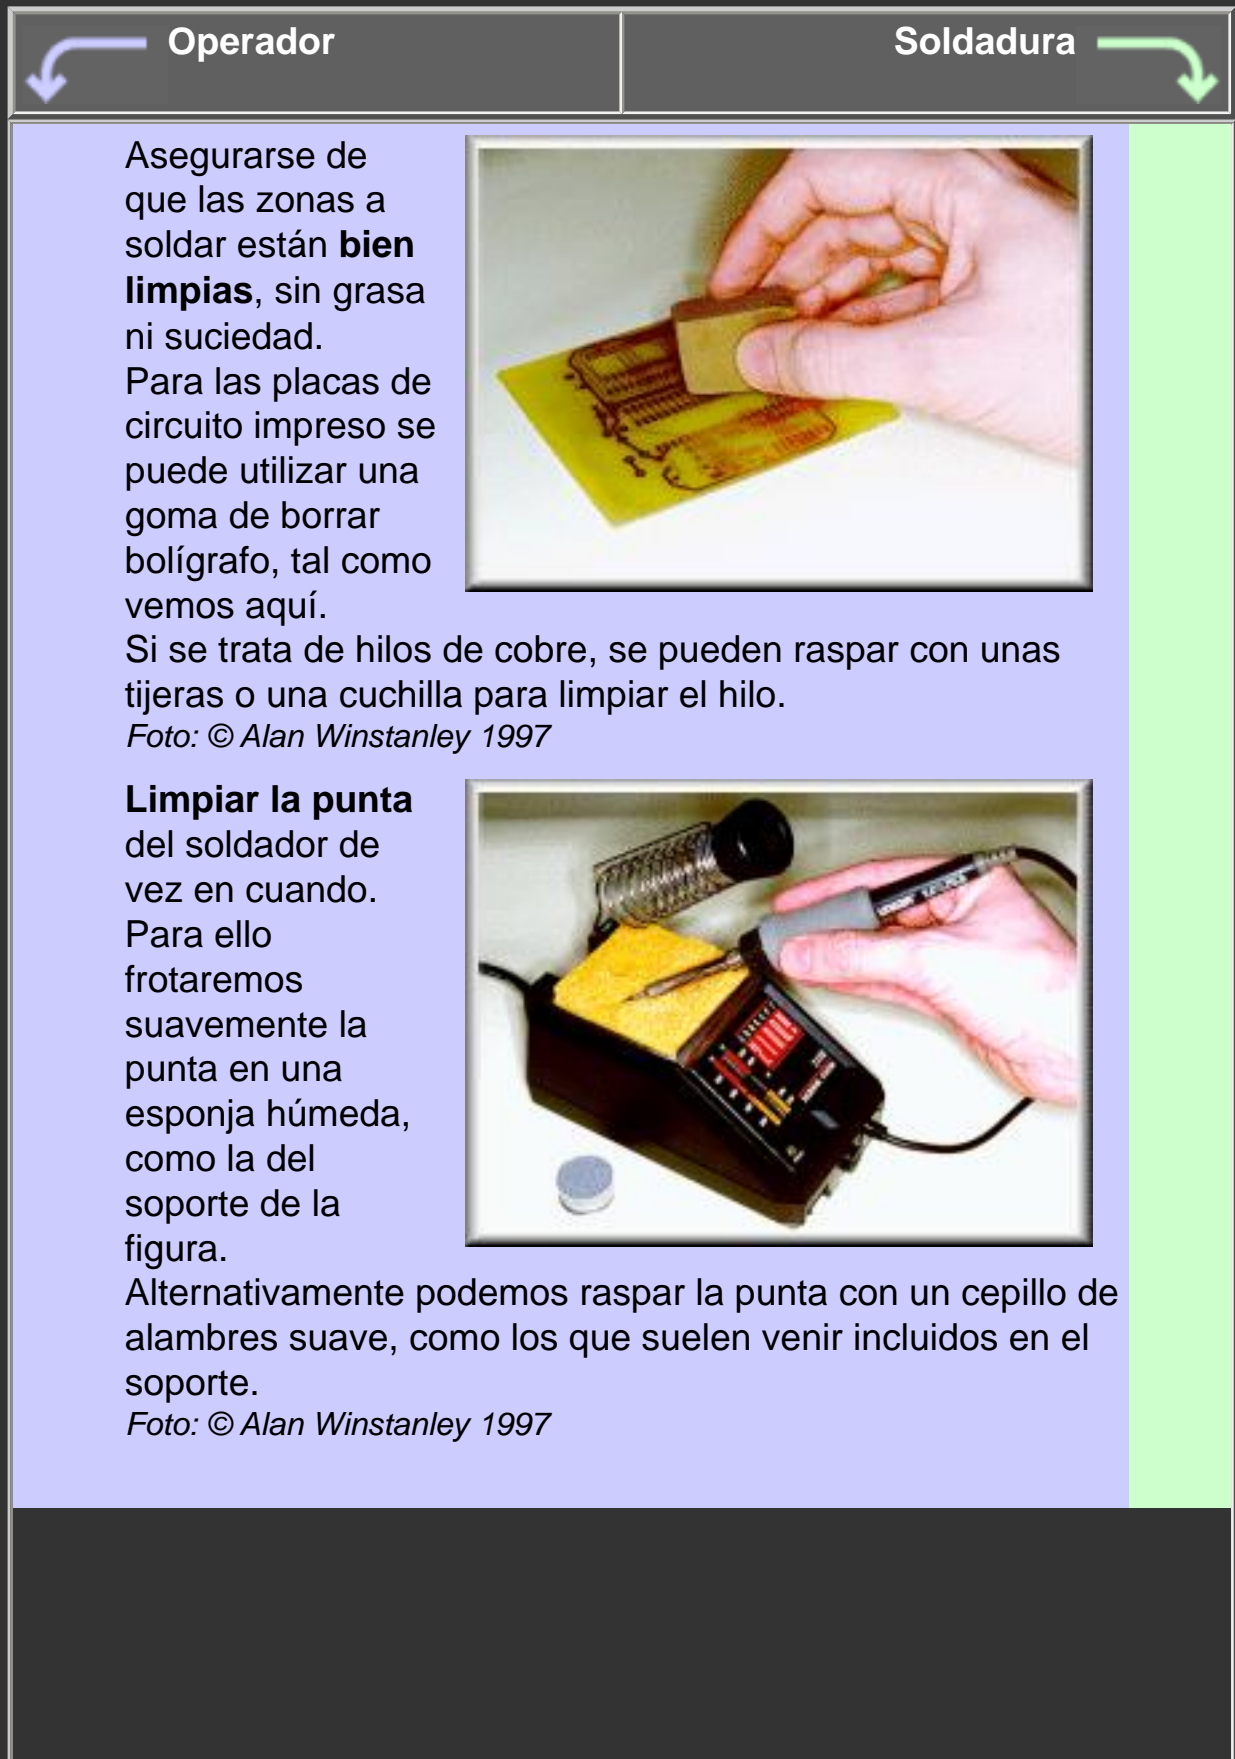 Operador
Soldadura
Asegurarse de
que las zonas a
soldar están bien
limpias, sin grasa
ni suciedad.
Para las placas de
circuito impreso se
puede utilizar una
goma de borrar
bolígrafo, tal como
vemos aquí.
Si se trata de hilos de cobre, se pueden raspar con unas
tijeras o una cuchilla para limpiar el hilo.
Foto: © Alan Winstanley 1997
Limpiar la punta
del soldador de
vez en cuando.
Para ello
frotaremos
suavemente la
punta en una
esponja húmeda,
como la del
soporte de la
figura.
Alternativamente podemos raspar la punta con un cepillo de
alambres suave, como los que suelen venir incluidos en el
soporte.
Foto: © Alan Winstanley 1997